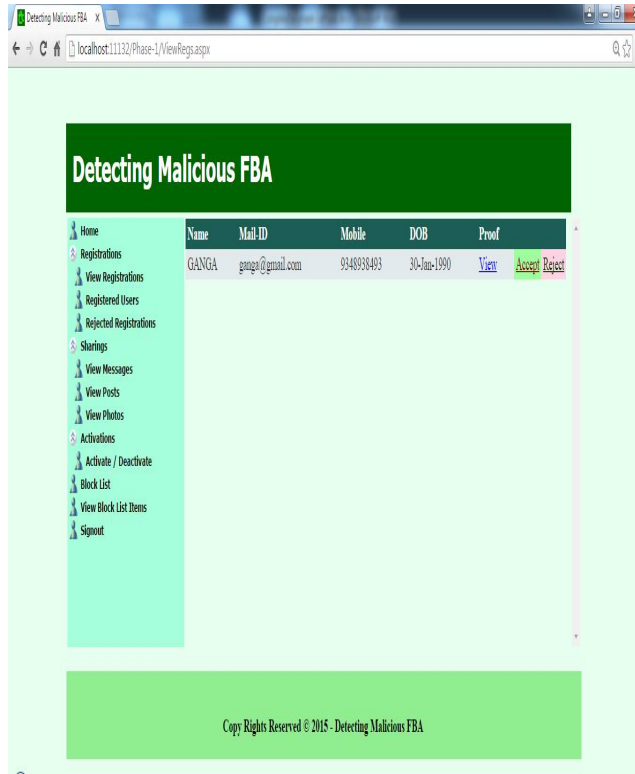 Detecting Malicious FBA
localhost:11132/Phase-1/ViewRegs.aspx
Detecting Malicious FBA
Home
Registrations
View Registrations
Registered Users
Rejected Registrations
Sharings
View Messages
View Posts
View Photos
Activations
Activate / Deactivate
Block List
View Block List Items
Signout
Name Mail-ID Mobile DOB Proof
GANGA ganga@gmail.com 9348938493 30-Jan-1990 View Accept Reject
Copy Rights Reserved © 2015 - Detecting Malicious FBA